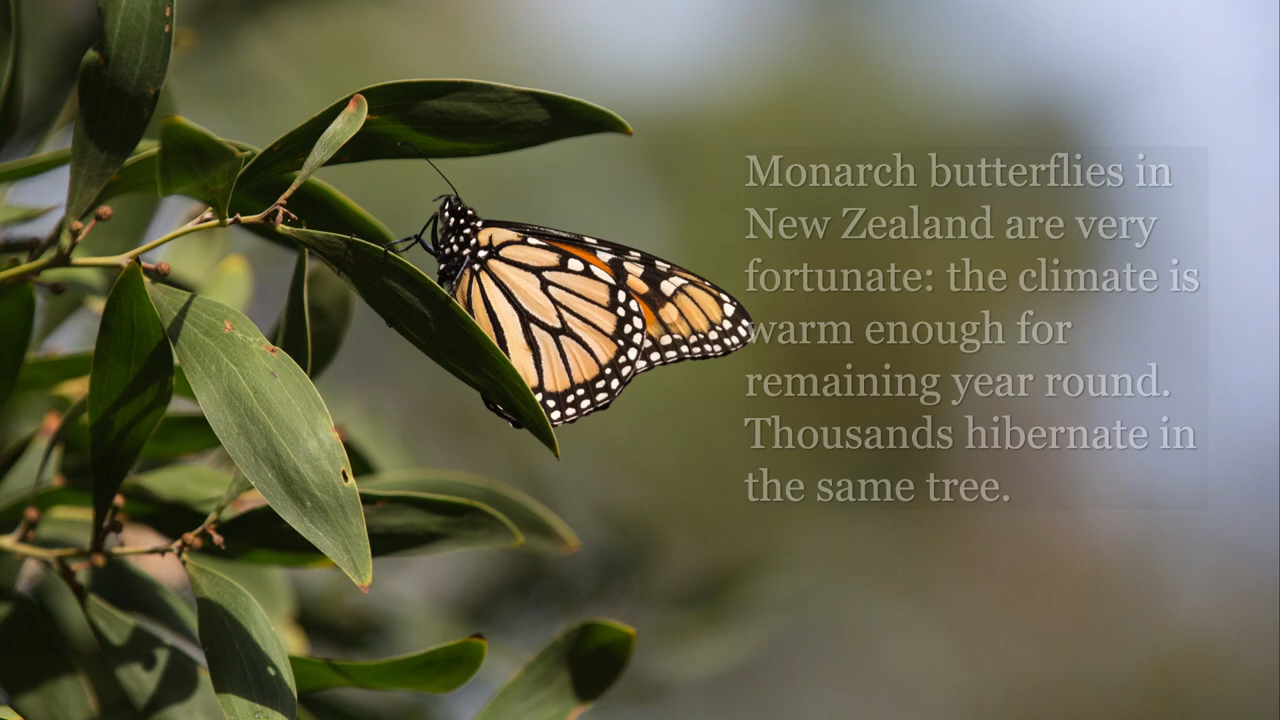 Monarch butterflies in
New Zealand are very
fortunate: the climate is
warm enough for
remaining year round.
Thousands hibernate in
the same tree.